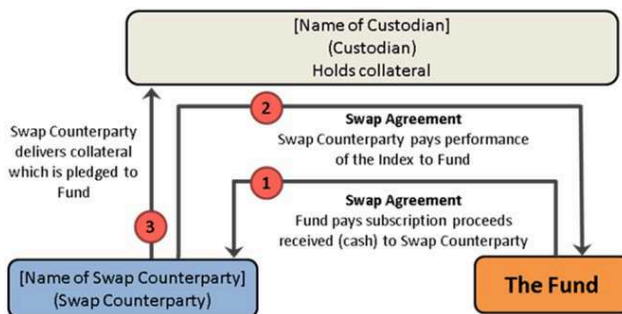 [Name of Custodian]
(Custodian)
Holds collateral
2
Swap Agreement
Swap Counterparty pays performance
of the Index to Fund
Swap Counterparty
delivers collateral
which is pledged to
Fund
1
Swap Agreement
Fund pays subscription proceeds
received (cash) to Swap Counterparty
3
[Name of Swap Counterparty]
(Swap Counterparty)
The Fund